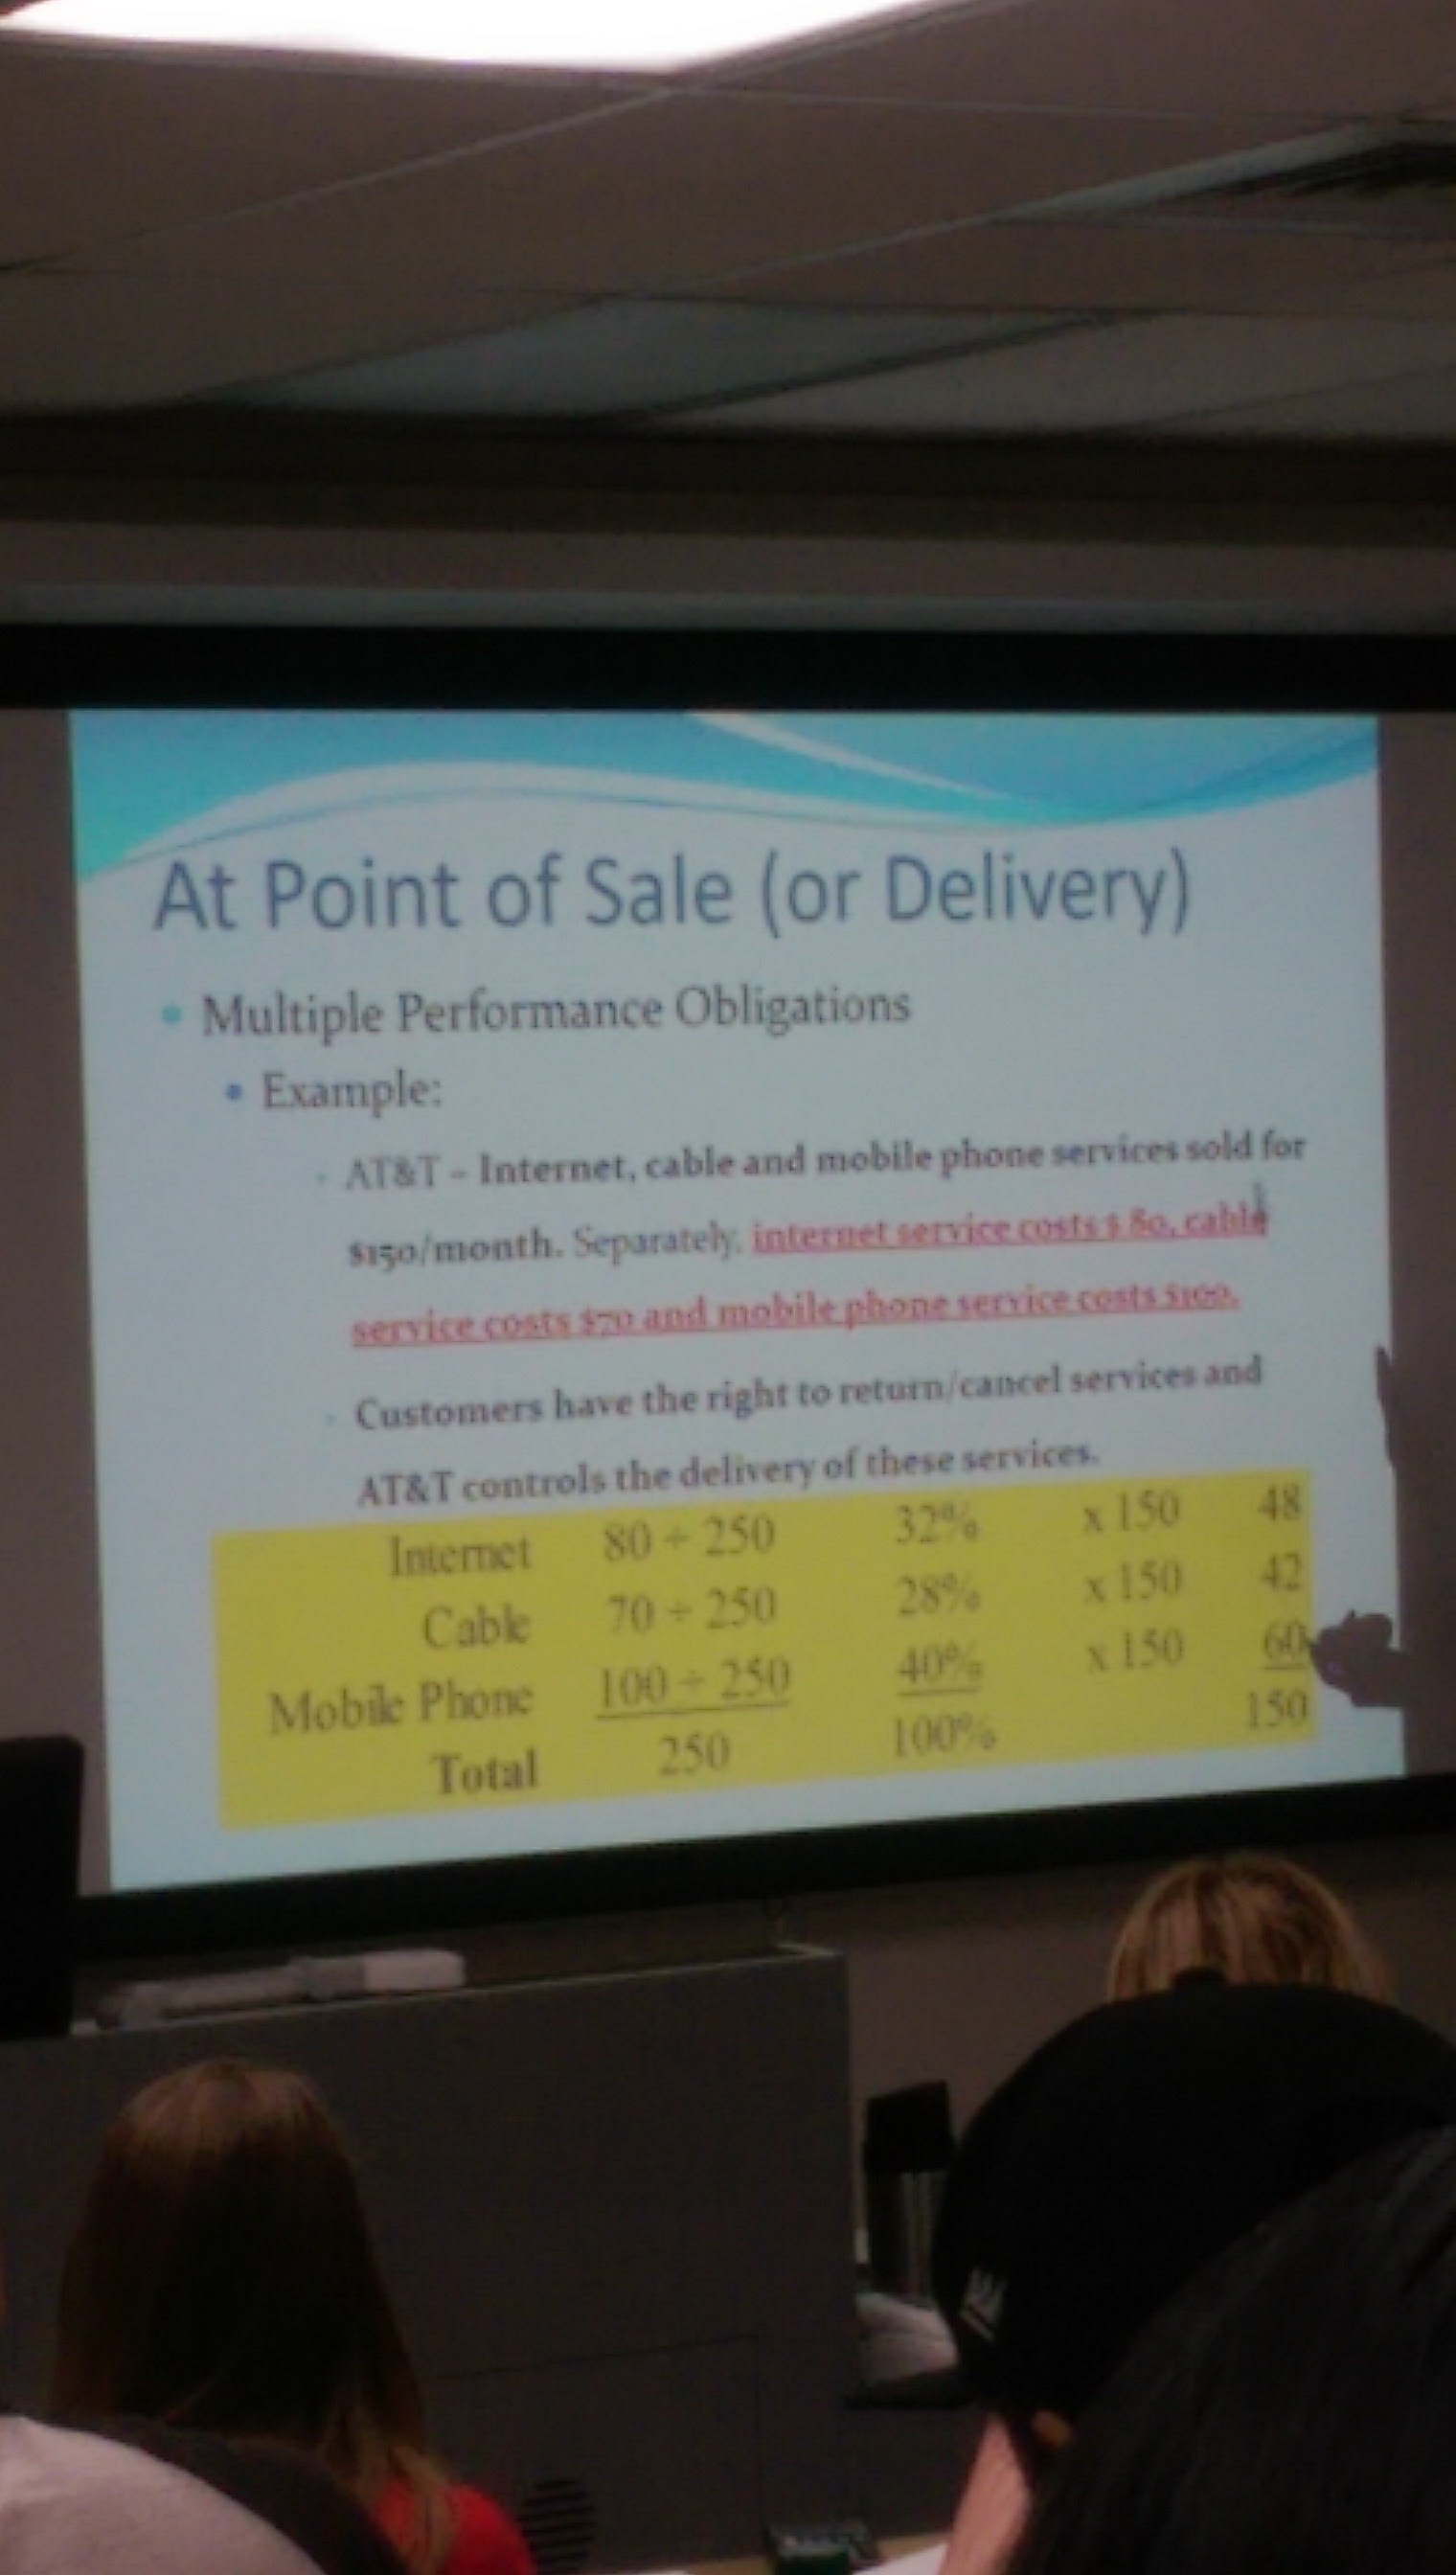 At Point of Sale (or Delivery)
• Multiple Performance Obligations
• Example:
AT&T – Internet, cable and mobile phone services sold for
$150/month. Separately, internet service costs $ 80, cable
service costs $70 and mobile phone service costs $100.
Customers have the right to return/cancel services and
AT&T controls the delivery of these services.
Internet 80 ÷ 250 32% x 150 48
Cable 70 ÷ 250 28% x 150 42
Mobile Phone 100 ÷ 250 40% x 150 60
Total 250 100% 150